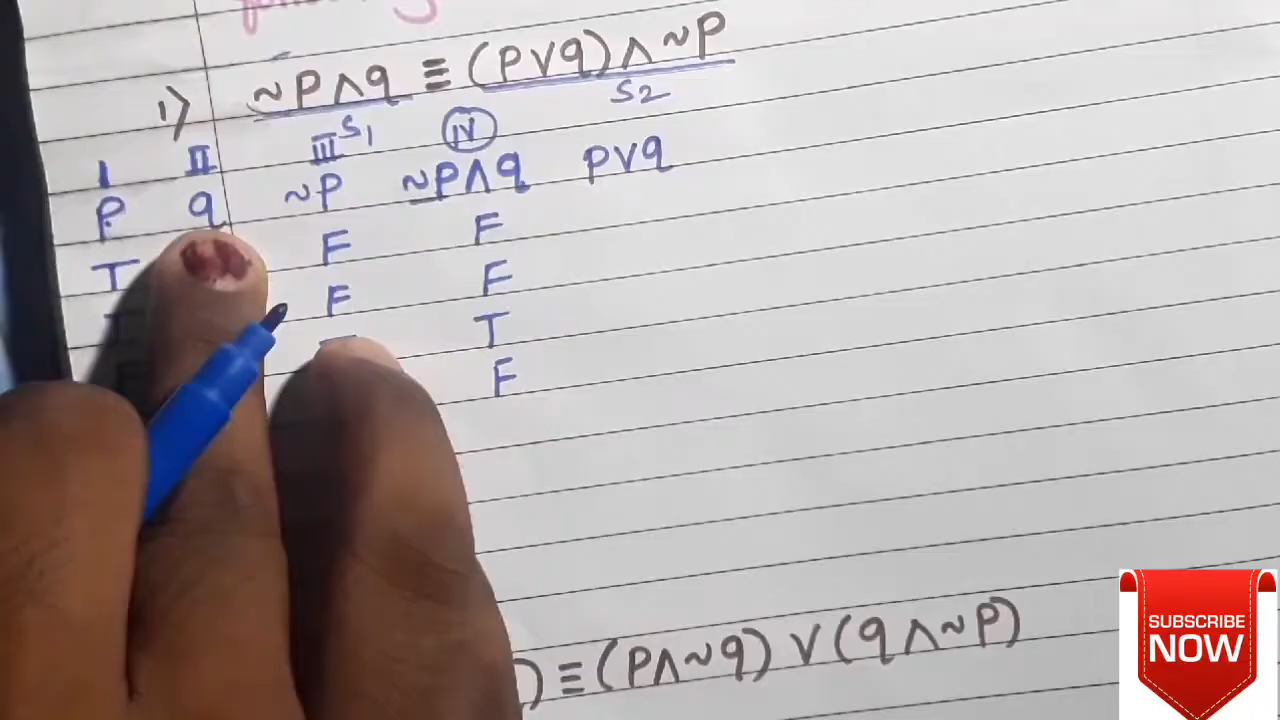 1) ~P∧q ≡ (P∨q)∧~P
S1 S2
I II III IV
P q ~P ~P∧q P∨q
T F F
T F F
T
F
) ≡ (P∧~q) ∨ (q∧~P)
SUBSCRIBE
NOW